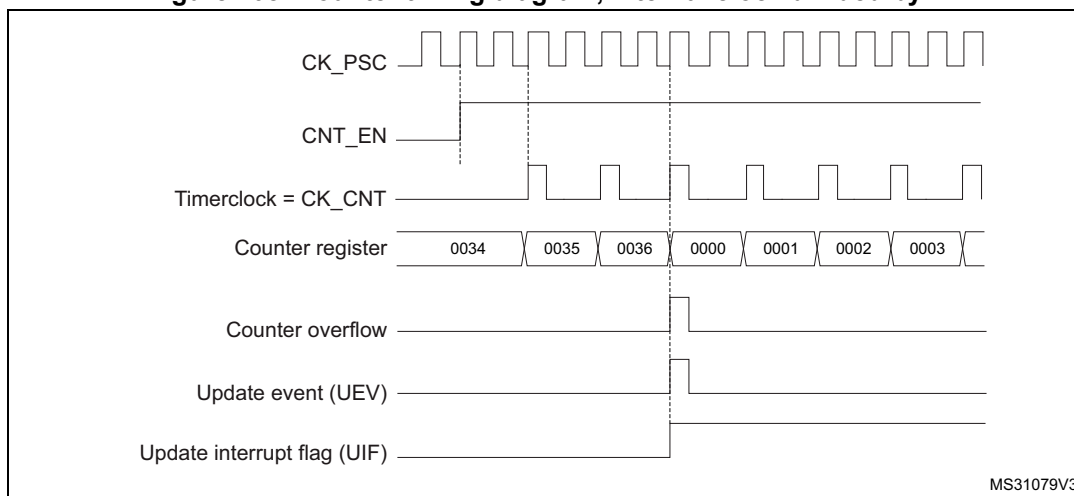 CK_PSC
CNT_EN
Timerclock = CK_CNT
Counter register 0034 0035 0036 0000 0001 0002 0003
Counter overflow
Update event (UEV)
Update interrupt flag (UIF)
MS31079V3